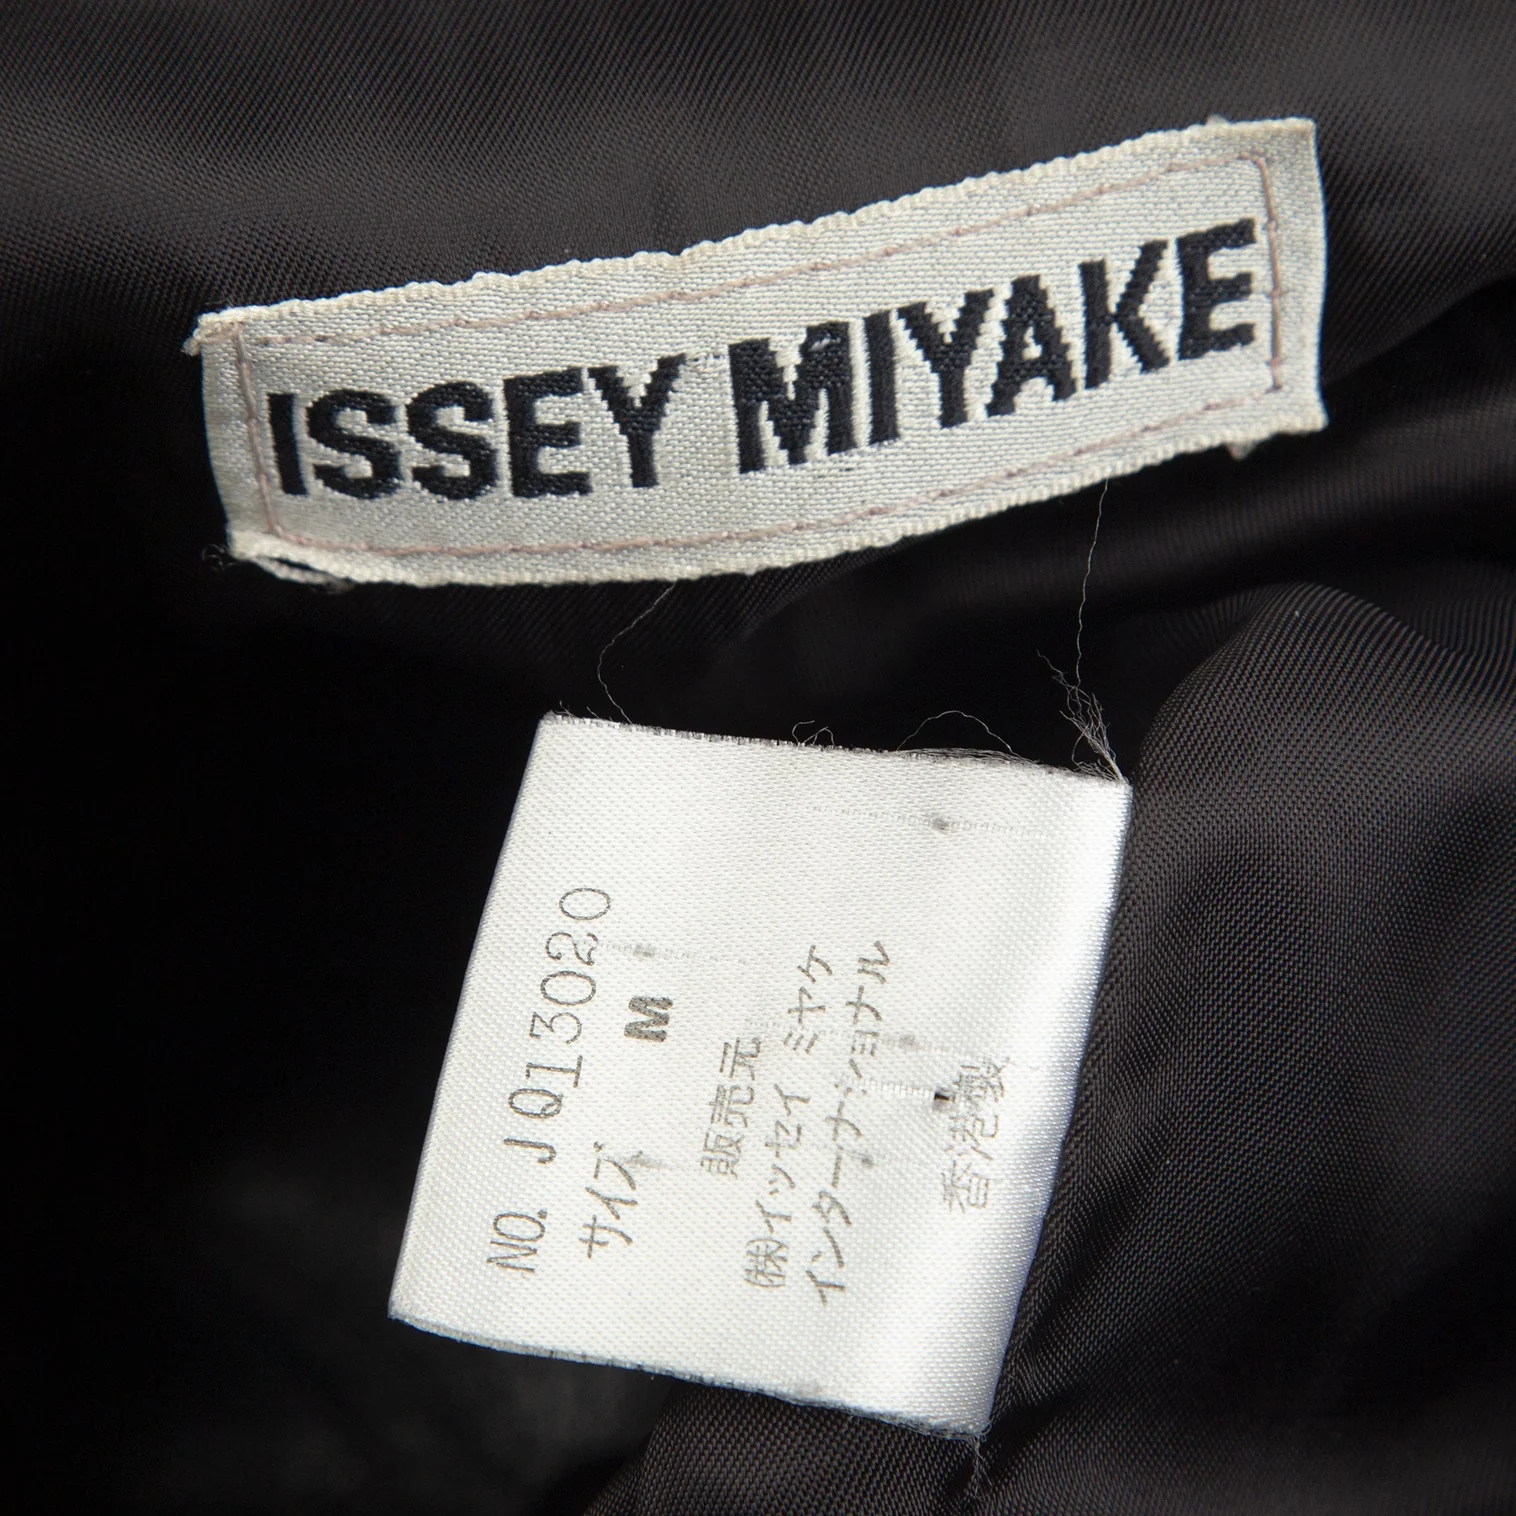 ISSEY MIYAKE
NO. JQ13020
サイズ M
販売元
㈱イッセイ ミヤケ
インターナショナル
香港製